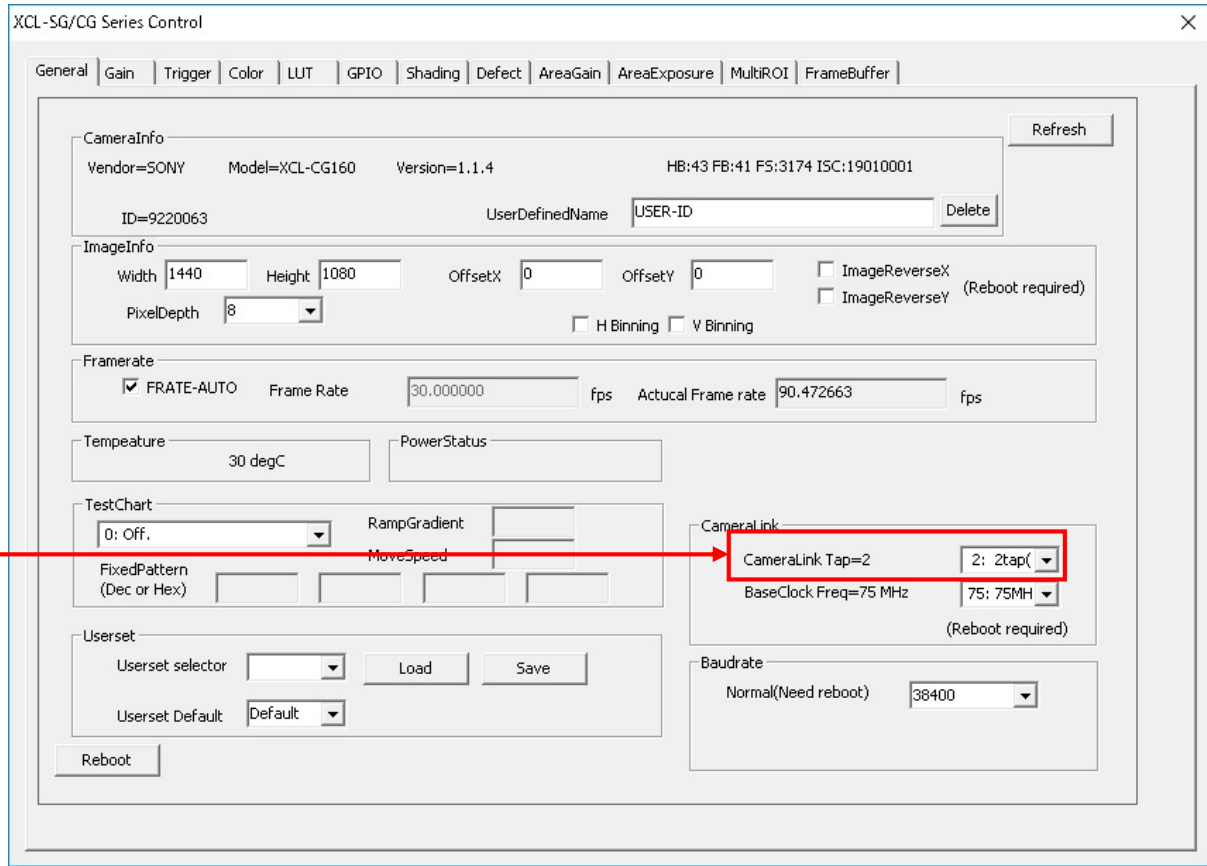 XCL-SG/CG Series Control
General Gain Trigger Color LUT GPIO Shading Defect AreaGain AreaExposure MultiROI FrameBuffer
Refresh
CameraInfo
Vendor=SONY Model=XCL-CG160 Version=1.1.4 HB:43 FB:41 FS:3174 ISC:19010001
ID=9220063 UserDefinedName USER-ID Delete
ImageInfo
Width 1440 Height 1080 OffsetX 0 OffsetY 0 ImageReverseX
ImageReverseY (Reboot required)
PixelDepth 8
H Binning V Binning
Framerate
FRATE-AUTO Frame Rate 30.000000 fps Actucal Frame rate 90.472663 fps
Tempeature PowerStatus
30 degC
TestChart
0: Off. RampGradient
MoveSpeed
FixedPattern
(Dec or Hex)
CameraLink
CameraLink Tap=2 2: 2tap(
BaseClock Freq=75 MHz 75: 75MH
(Reboot required)
Userset
Userset selector Load Save
Userset Default Default
Baudrate
Normal(Need reboot) 38400
Reboot